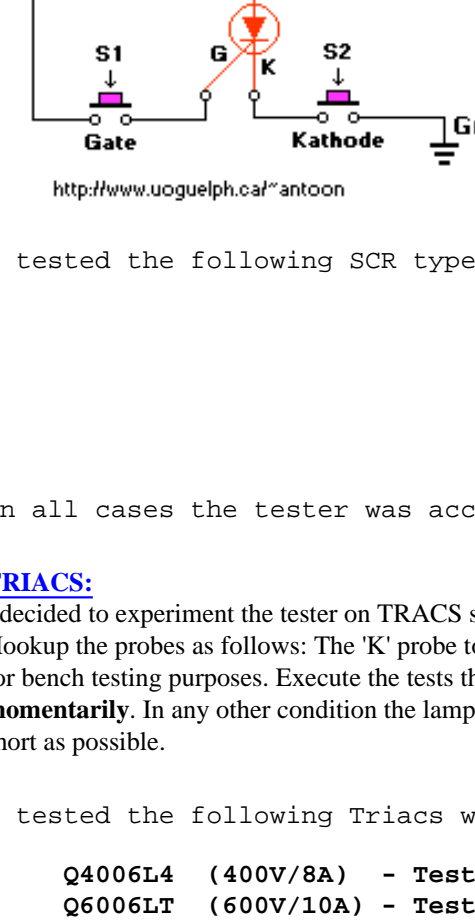 S1 G K S2
Gate Kathode
http://www.uoguelph.ca/~antoon
tested the following SCR type
n all cases the tester was acc
TRIACS:
decided to experiment the tester on TRACS s
ookup the probes as follows: The 'K' probe to
or bench testing purposes. Execute the tests th
momentarily. In any other condition the lamp
hort as possible.
tested the following Triacs w
Q4006L4 (400V/8A) - Test
Q6006LT (600V/10A) - Test